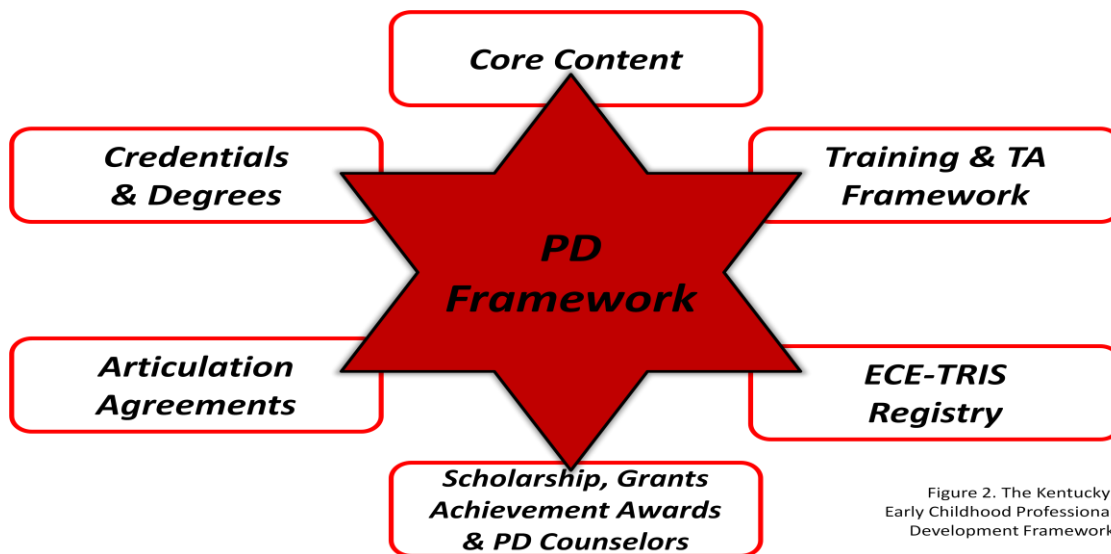 Core Content
Credentials
& Degrees
Training & TA
Framework
PD
Framework
Articulation
Agreements
ECE-TRIS
Registry
Scholarship, Grants
Achievement Awards
& PD Counselors
Figure 2. The Kentucky
Early Childhood Professional
Development Framework